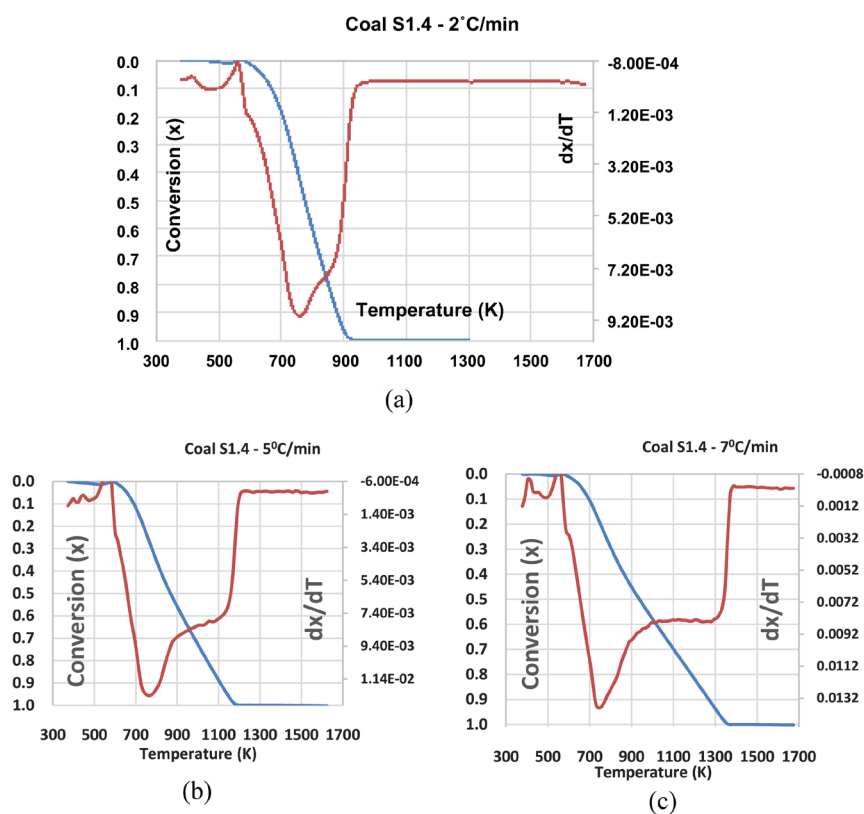 Coal S1.4 - 2˚C/min
0.0
0.1
0.2
0.3
0.4
0.5
0.6
0.7
0.8
0.9
1.0
Conversion (x)
-8.00E-04
1.20E-03
3.20E-03
5.20E-03
7.20E-03
9.20E-03
dx/dT
Temperature (K)
300 500 700 900 1100 1300 1500 1700
(a)
Coal S1.4 - 5⁰C/min
0.0
0.1
0.2
0.3
0.4
0.5
0.6
0.7
0.8
0.9
1.0
Conversion (x)
-6.00E-04
1.40E-03
3.40E-03
5.40E-03
7.40E-03
9.40E-03
1.14E-02
dx/dT
300 500 700 900 1100 1300 1500 1700
Temperature (K)
(b)
Coal S1.4 - 7⁰C/min
0.0
0.1
0.2
0.3
0.4
0.5
0.6
0.7
0.8
0.9
1.0
Conversion (x)
-0.0008
0.0012
0.0032
0.0052
0.0072
0.0092
0.0112
0.0132
dx/dT
300 500 700 900 1100 1300 1500 1700
Temperature (K)
(c)